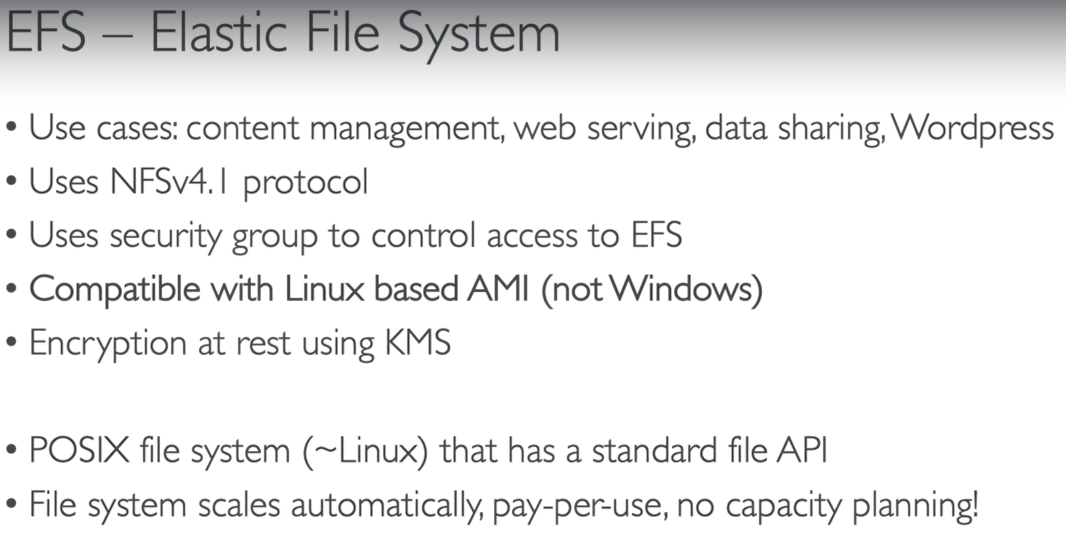 EFS – Elastic File System
• Use cases: content management, web serving, data sharing, Wordpress
• Uses NFSv4.1 protocol
• Uses security group to control access to EFS
• Compatible with Linux based AMI (not Windows)
• Encryption at rest using KMS
• POSIX file system (~Linux) that has a standard file API
• File system scales automatically, pay-per-use, no capacity planning!